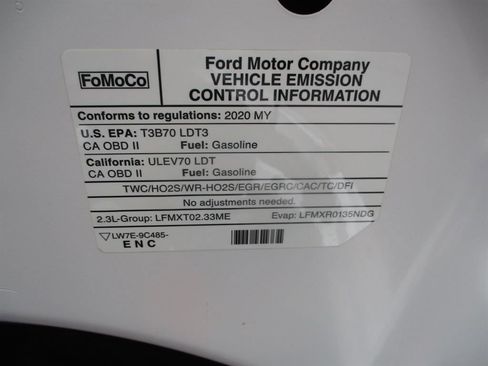 FoMoCo
Ford Motor Company
VEHICLE EMISSION
CONTROL INFORMATION
Conforms to regulations: 2020 MY
U.S. EPA: T3B70 LDT3
CA OBD II Fuel: Gasoline
California: ULEV70 LDT
CA OBD II Fuel: Gasoline
TWC/HO2S/WR-HO2S/EGR/EGRC/CAC/TC/DFI
No adjustments needed.
2.3L-Group: LFMXT02.33ME Evap: LFMXR0135NDG
LW7E-9C485-
ENC